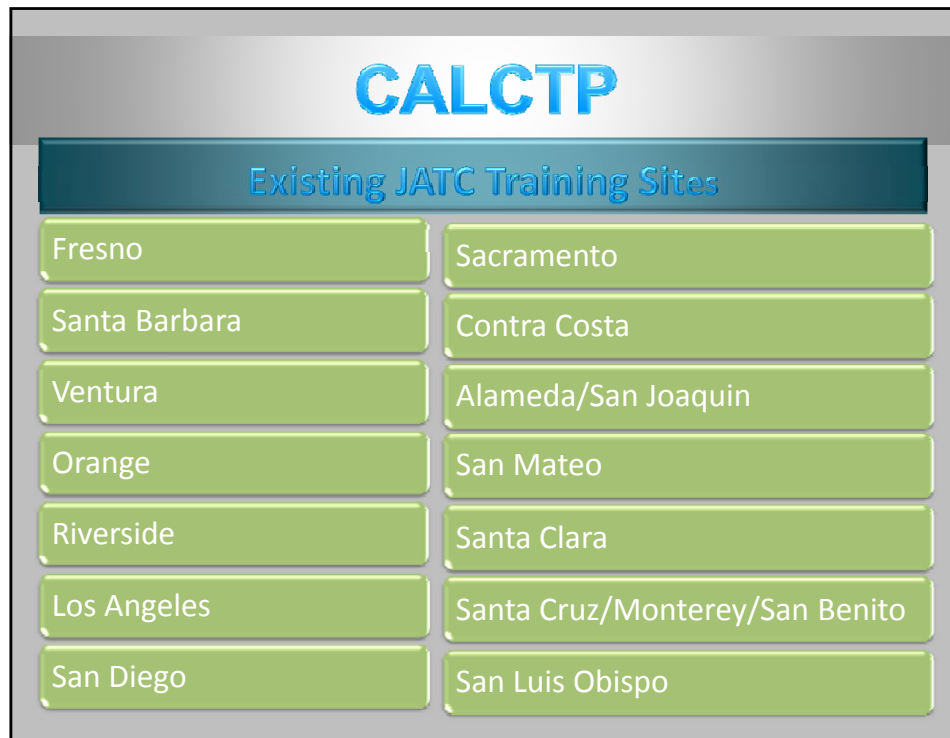 CALCTP
Existing JATC Training Sites
Fresno
Santa Barbara
Ventura
Orange
Riverside
Los Angeles
San Diego
Sacramento
Contra Costa
Alameda/San Joaquin
San Mateo
Santa Clara
Santa Cruz/Monterey/San Benito
San Luis Obispo